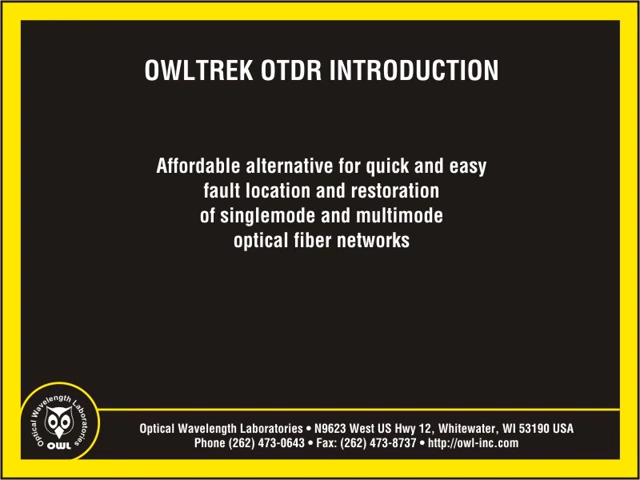 OWLTREK OTDR INTRODUCTION
Affordable alternative for quick and easy
fault location and restoration
of singlemode and multimode
optical fiber networks
Optical Wavelength Laboratories
OWL
Optical Wavelength Laboratories • N9623 West US Hwy 12, Whitewater, WI 53190 USA
Phone (262) 473-0643 • Fax: (262) 473-8737 • http://owl-inc.com